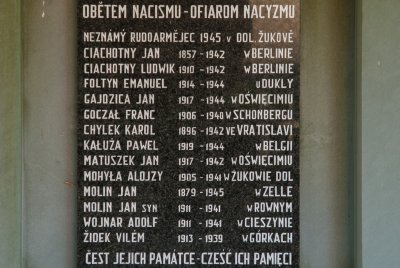 OBĚTEM NACISMU - OFIAROM NACYZMU
NEZNÁMÝ RUDOARMĚJEC 1945 v DOL. ŽUKOVĚ
CIACHOTNY JAN 1857 - 1942 W BERLINIE
CIACHOTNY LUDWIK 1910 - 1942 W BERLINIE
FOLTYN EMANUEL 1914 - 1944 U DUKLY
GAJDZICA JAN 1917 - 1944 W OŚWIĘCIMIU
GOCZAŁ FRANC 1906 - 1940 W SCHONBERGU
CHYLEK KAROL 1896 - 1942 VE VRATISLAVI
KAŁUŻA PAWEL 1919 - 1944 W BELGII
MATUSZEK JAN 1917 - 1942 W OŚWIĘCIMIU
MOHYŁA ALOJZY 1905 - 1941 W ŻUKOWIE DOL
MOLIN JAN 1879 - 1945 W ZELLE
MOLIN JAN SYN 1911 - 1941 W ROWNYM
WOJNAR ADOLF 1911 - 1941 W CIESZYNIE
ŽIDEK VILÉM 1913 - 1939 W GÓRKACH
ČEST JEJICH PAMÁTCE - CZEŚĆ ICH PAMIĘCI